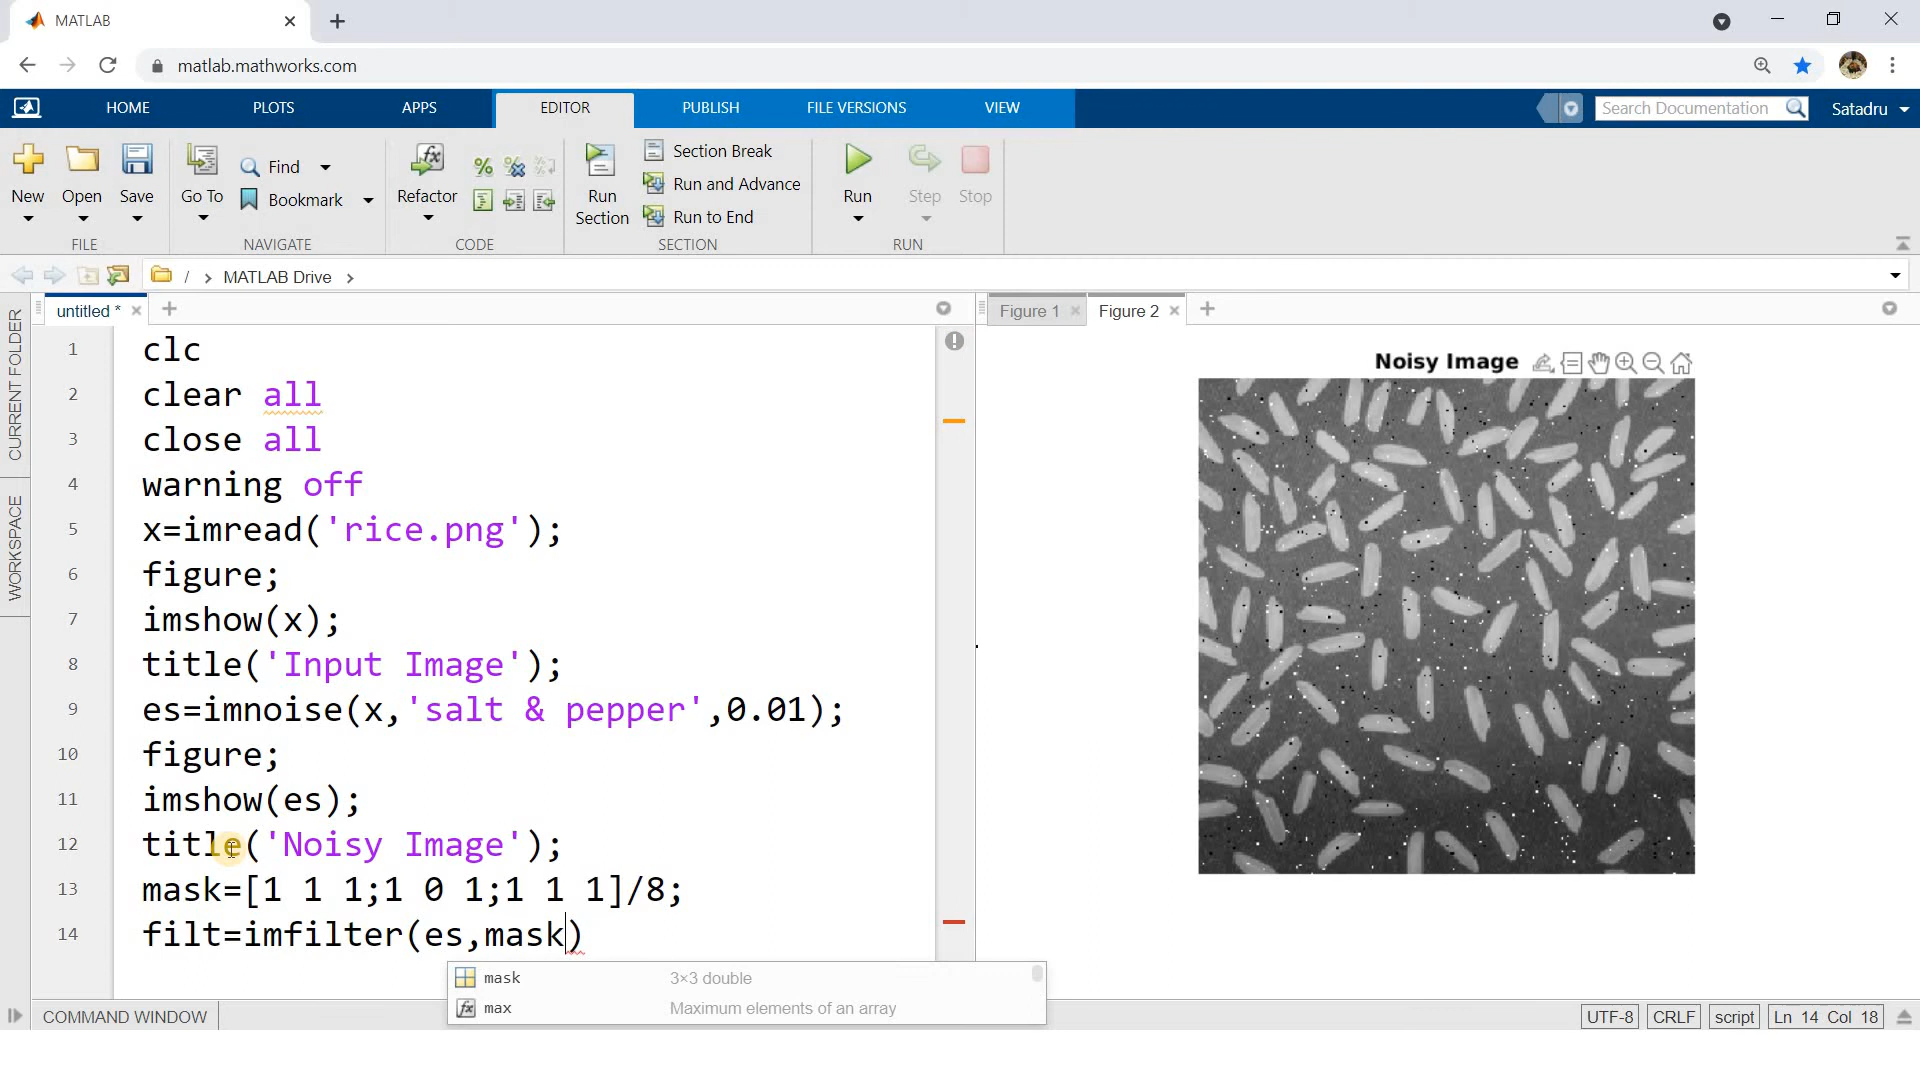 MATLAB
matlab.mathworks.com
HOME PLOTS APPS EDITOR PUBLISH FILE VERSIONS VIEW Search Documentation Satadru
New Open Save Go To Find Bookmark Refactor Run Section Section Break Run and Advance Run to End Run Step Stop
FILE NAVIGATE CODE SECTION RUN
/ › MATLAB Drive ›
CURRENT FOLDER
WORKSPACE
untitled *
1 clc
2 clear all
3 close all
4 warning off
5 x=imread('rice.png');
6 figure;
7 imshow(x);
8 title('Input Image');
9 es=imnoise(x,'salt & pepper',0.01);
10 figure;
11 imshow(es);
12 title('Noisy Image');
13 mask=[1 1 1;1 0 1;1 1 1]/8;
14 filt=imfilter(es,mask)
mask 3×3 double
fx max Maximum elements of an array
Figure 1 Figure 2
Noisy Image
COMMAND WINDOW
UTF-8 CRLF script Ln 14 Col 18